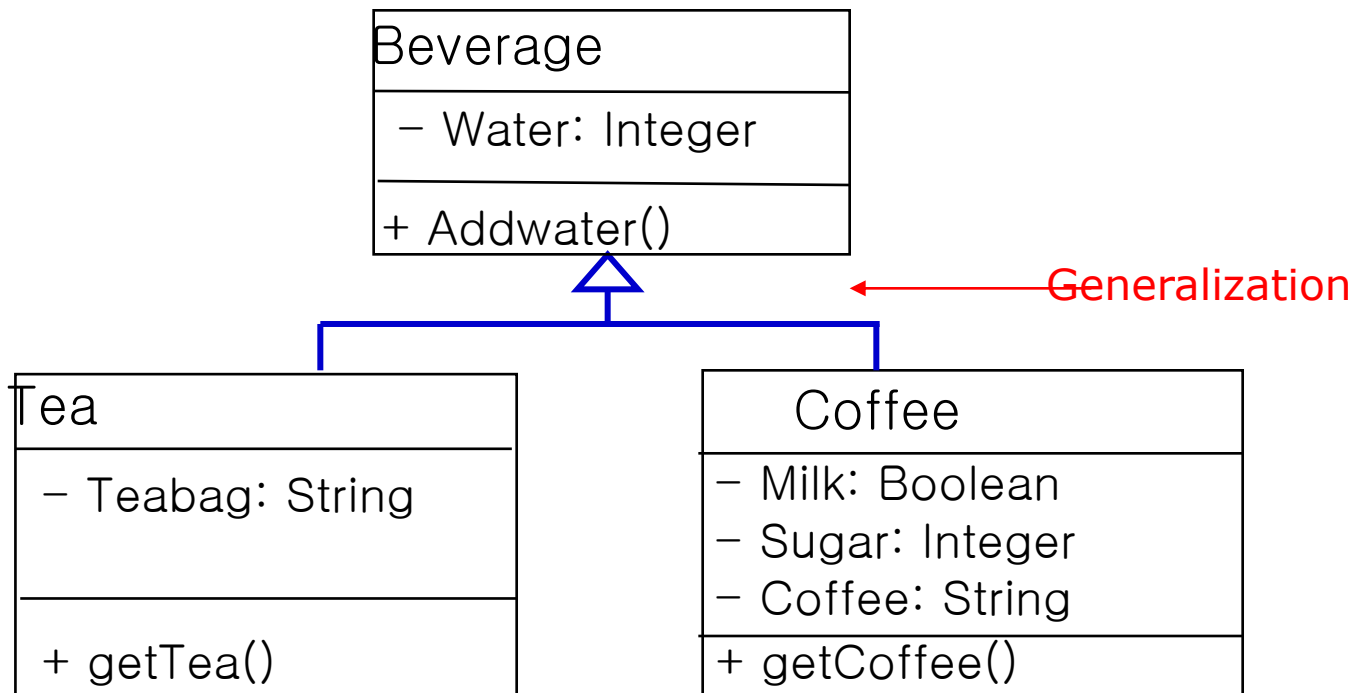 Beverage
- Water: Integer
+ Addwater()
Generalization
Tea
- Teabag: String
+ getTea()
Coffee
- Milk: Boolean
- Sugar: Integer
- Coffee: String
+ getCoffee()